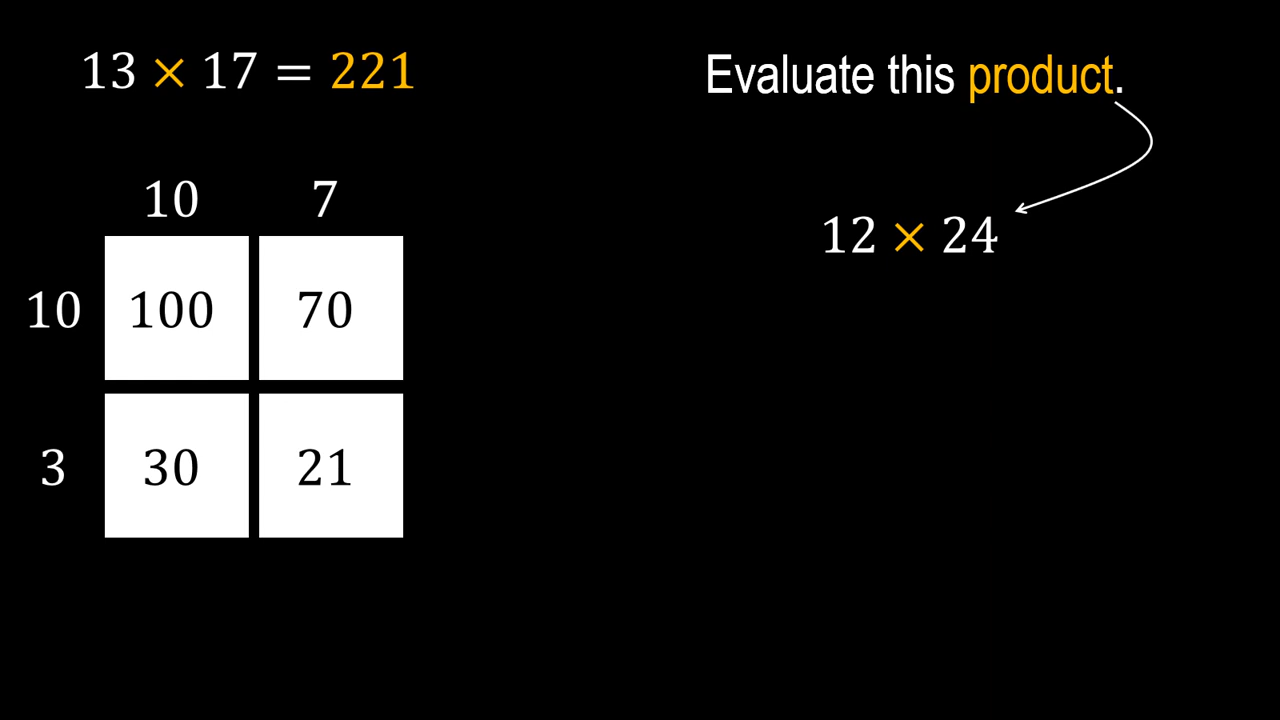 13 × 17 = 221
10 7
10 100 70
3 30 21
Evaluate this product.
12 × 24